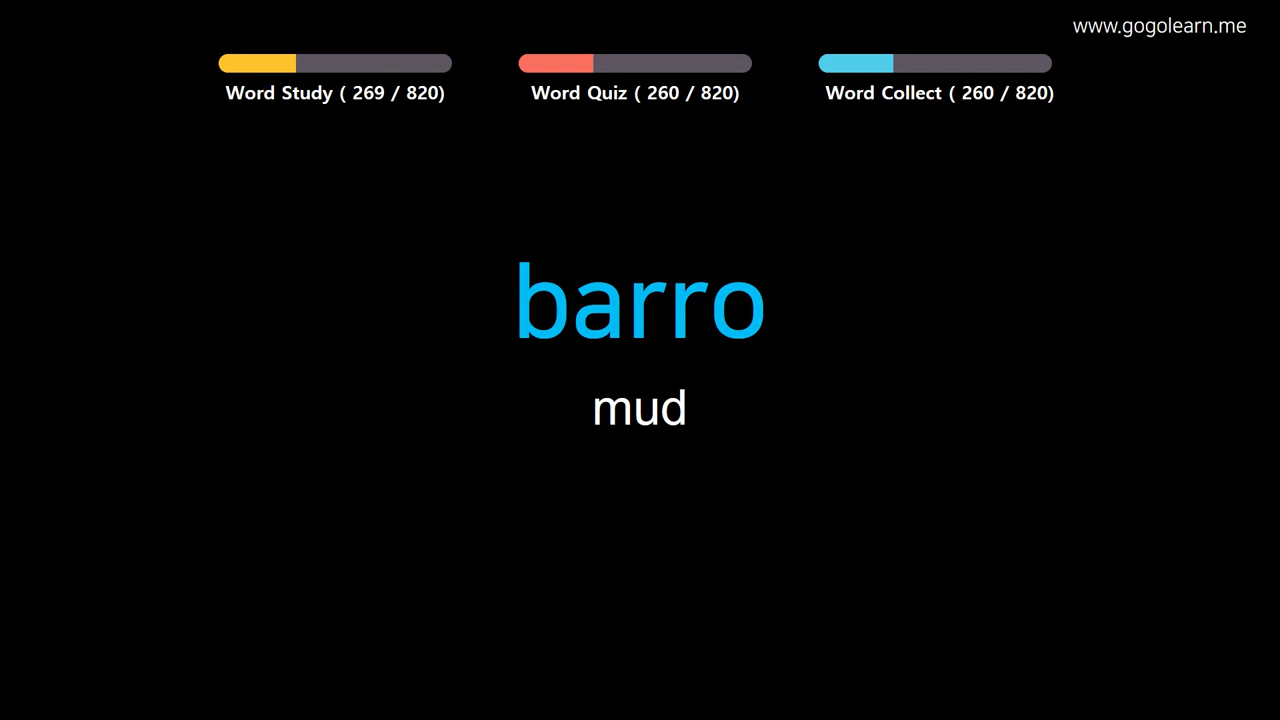 www.gogolearn.me
Word Study ( 269 / 820)
Word Quiz ( 260 / 820)
Word Collect ( 260 / 820)
barro
mud